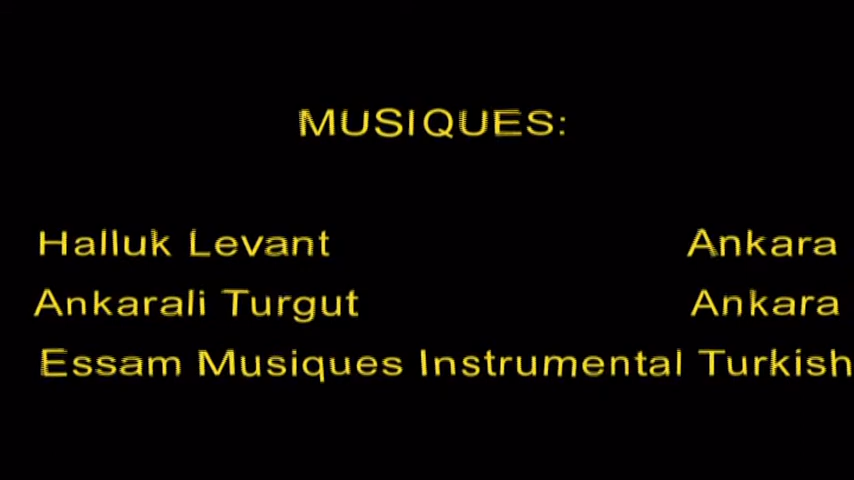 MUSIQUES:
Halluk Levant Ankara
Ankarali Turgut Ankara
Essam Musiques Instrumental Turkish